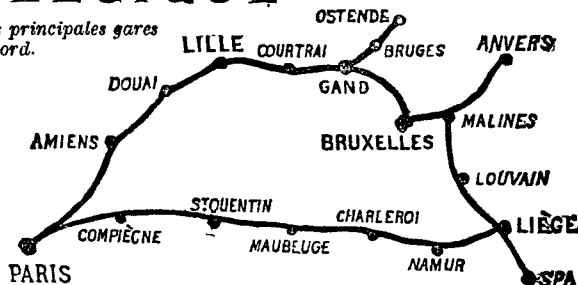 principales gares
ord.
OSTENDE
BRUGES
LILLE
COURTRAI
GAND
ANVERS
DOUAI
AMIENS
BRUXELLES
MALINES
LOUVAIN
STQUENTIN
CHARLEROI
LIÈGE
COMPIÈGNE
MAUBEUGE
NAMUR
PARIS
SPA